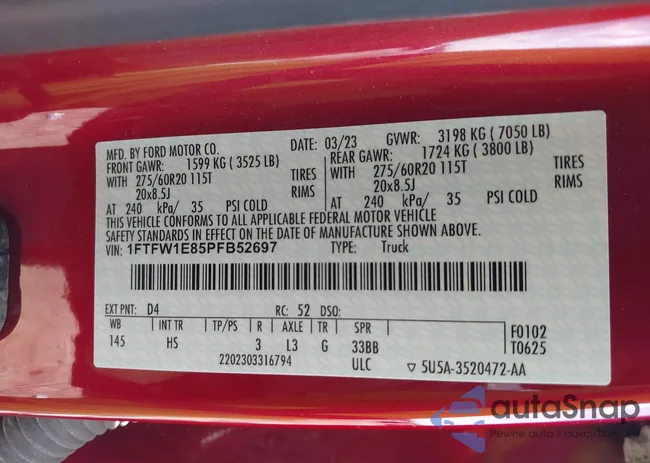 MFD. BY FORD MOTOR CO. DATE: 03/23 GVWR: 3198 KG ( 7050 LB)
FRONT GAWR: 1599 KG ( 3525 LB) REAR GAWR: 1724 KG ( 3800 LB)
WITH 275/60R20 115T TIRES WITH 275/60R20 115T TIRES
20x8.5J RIMS 20x8.5J RIMS
AT 240 kPa/ 35 PSI COLD AT 240 kPa/ 35 PSI COLD
THIS VEHICLE CONFORMS TO ALL APPLICABLE FEDERAL MOTOR VEHICLE
SAFETY STANDARDS IN EFFECT ON THE DATE OF MANUFACTURE SHOWN ABOVE.
VIN: 1FTFW1E85PFB52697 TYPE: Truck
EXT PNT: D4 RC: 52 DSO:
WB INT TR TP/PS R AXLE TR SPR F0102
145 HS 3 L3 G 33BB T0625
2202303316794 ULC ▽ 5U5A-3520472-AA
autoSnap
Pewne auta z aukcji